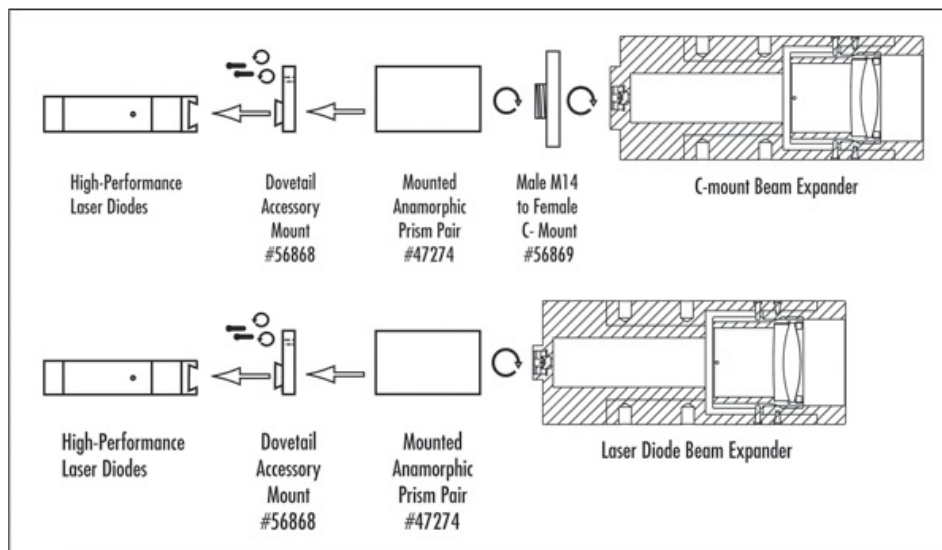 High-Performance
Laser Diodes
Dovetail
Accessory
Mount
#56868
Mounted
Anamorphic
Prism Pair
#47274
Male M14
to Female
C- Mount
#56869
C-mount Beam Expander
High-Performance
Laser Diodes
Dovetail
Accessory
Mount
#56868
Mounted
Anamorphic
Prism Pair
#47274
Laser Diode Beam Expander